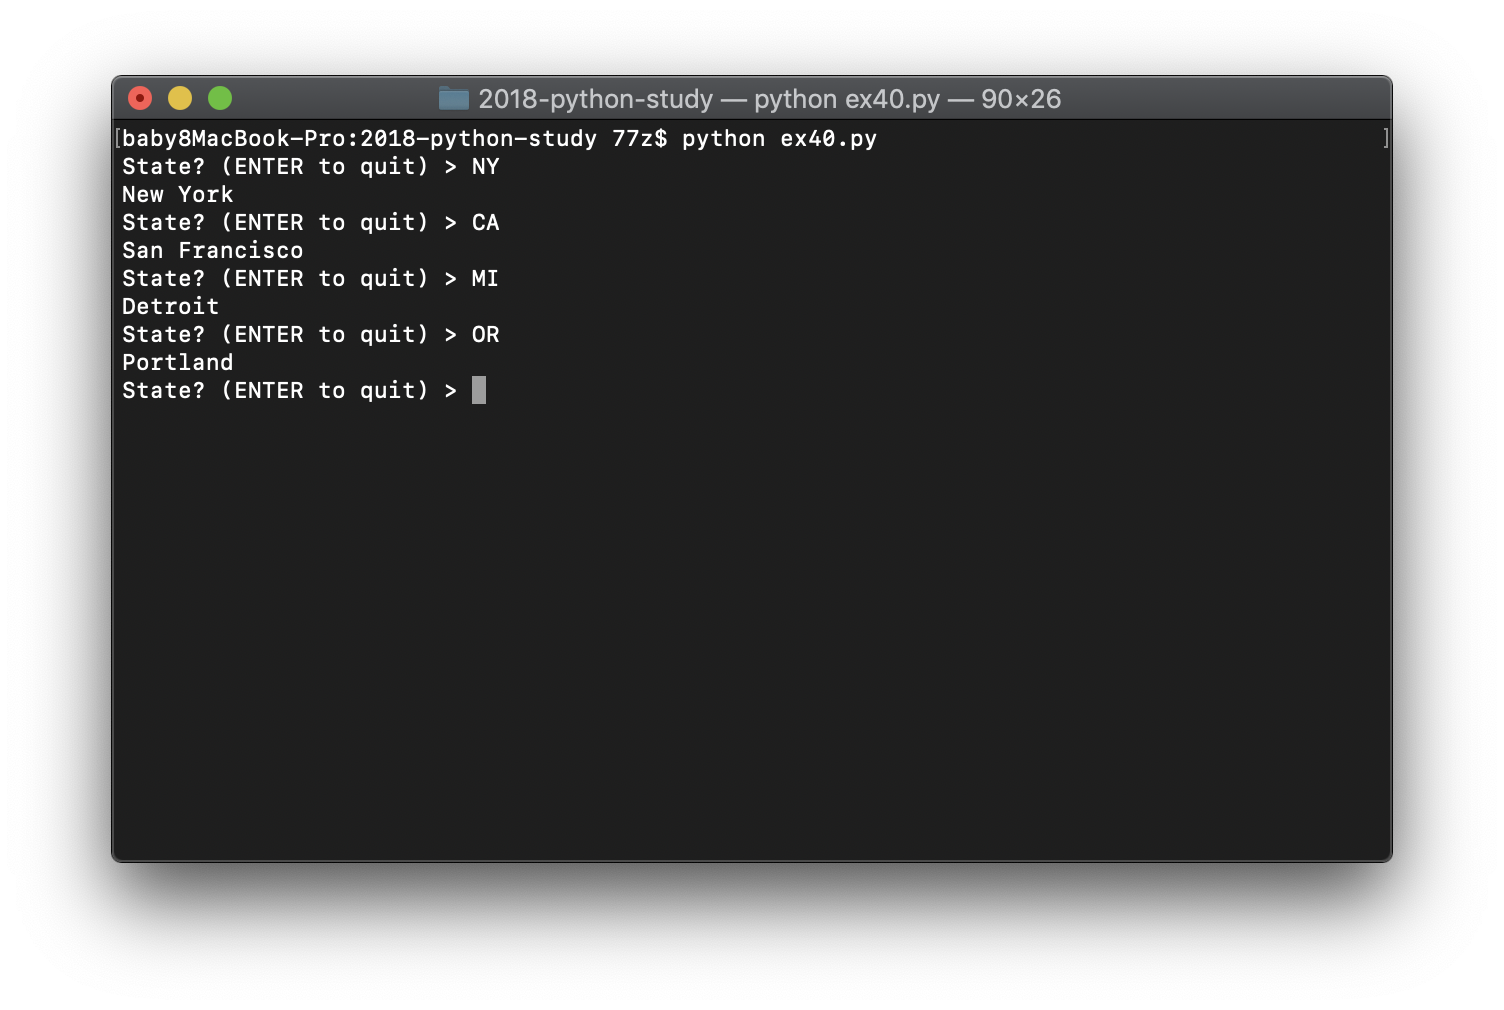 2018-python-study — python ex40.py — 90×26
[baby8MacBook-Pro:2018-python-study 77z$ python ex40.py ]
State? (ENTER to quit) > NY
New York
State? (ENTER to quit) > CA
San Francisco
State? (ENTER to quit) > MI
Detroit
State? (ENTER to quit) > OR
Portland
State? (ENTER to quit) >